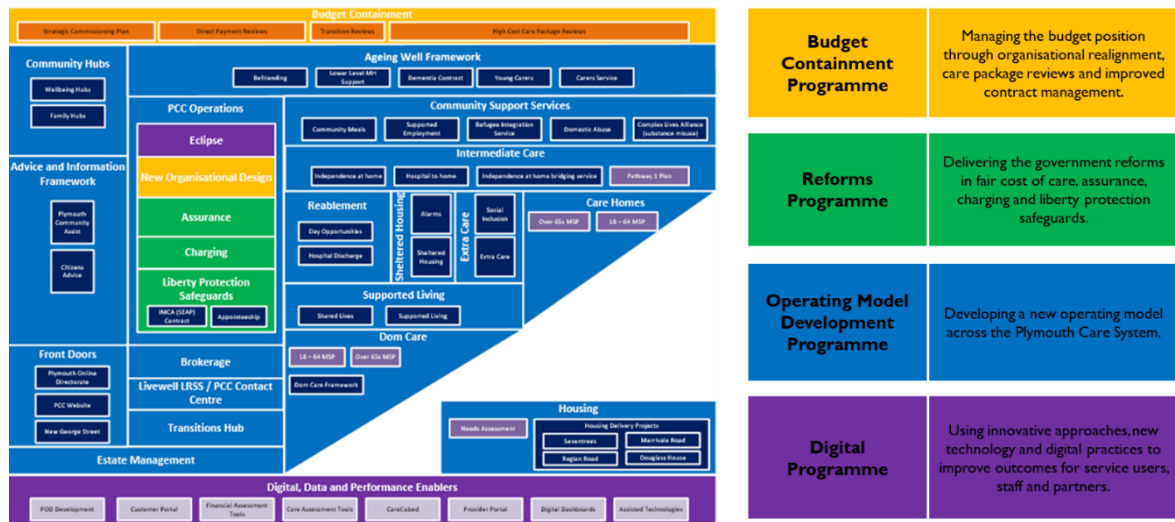 Budget Containment
Strategic Commissioning Plan
Direct Payment Reviews
Transition Reviews
High Cost Care Package Reviews
Community Hubs
Wellbeing Hubs
Family Hubs
Ageing Well Framework
Befriending
Lower Level MH
Support
Dementia Contract
Young Carers
Carers Service
PCC Operations
Eclipse
New Organisational Design
Assurance
Charging
Liberty Protection
Safeguards
IMCA (SEAP)
Contract
Appointeeship
Community Support Services
Community Meals
Supported
Employment
Refugee Integration
Service
Domestic Abuse
Complex Lives Alliance
(substance misuse)
Intermediate Care
Independence at home
Hospital to home
Independence at home bridging service
Pathway 1 Plan
Advice and Information
Framework
Plymouth
Community
Assist
Citizens
Advice
Reablement
Day Opportunities
Hospital Discharge
Sheltered Housing
Alarms
Sheltered
Housing
Extra Care
Social
Inclusion
Extra Care
Care Homes
Over 65s MSP
18 – 64 MSP
Supported Living
Shared Lives
Supported Living
Dom Care
18 – 64 MSP
Over 65s MSP
Dom Care Framework
Front Doors
Plymouth Online
Directorate
PCC Website
New George Street
Brokerage
Livewell LRSS / PCC Contact
Centre
Transitions Hub
Estate Management
Housing
Needs Assessment
Housing Delivery Projects
Seventrees
Merrivale Road
Raglan Road
Douglass House
Digital, Data and Performance Enablers
POB Development
Customer Portal
Financial Assessment
Tools
Care Assessment Tools
CareCubed
Provider Portal
Digital Dashboards
Assisted Technologies
Budget
Containment
Programme
Managing the budget position
through organisational realignment,
care package reviews and improved
contract management.
Reforms
Programme
Delivering the government reforms
in fair cost of care, assurance,
charging and liberty protection
safeguards.
Operating Model
Development
Programme
Developing a new operating model
across the Plymouth Care System.
Digital
Programme
Using innovative approaches, new
technology and digital practices to
improve outcomes for service users,
staff and partners.